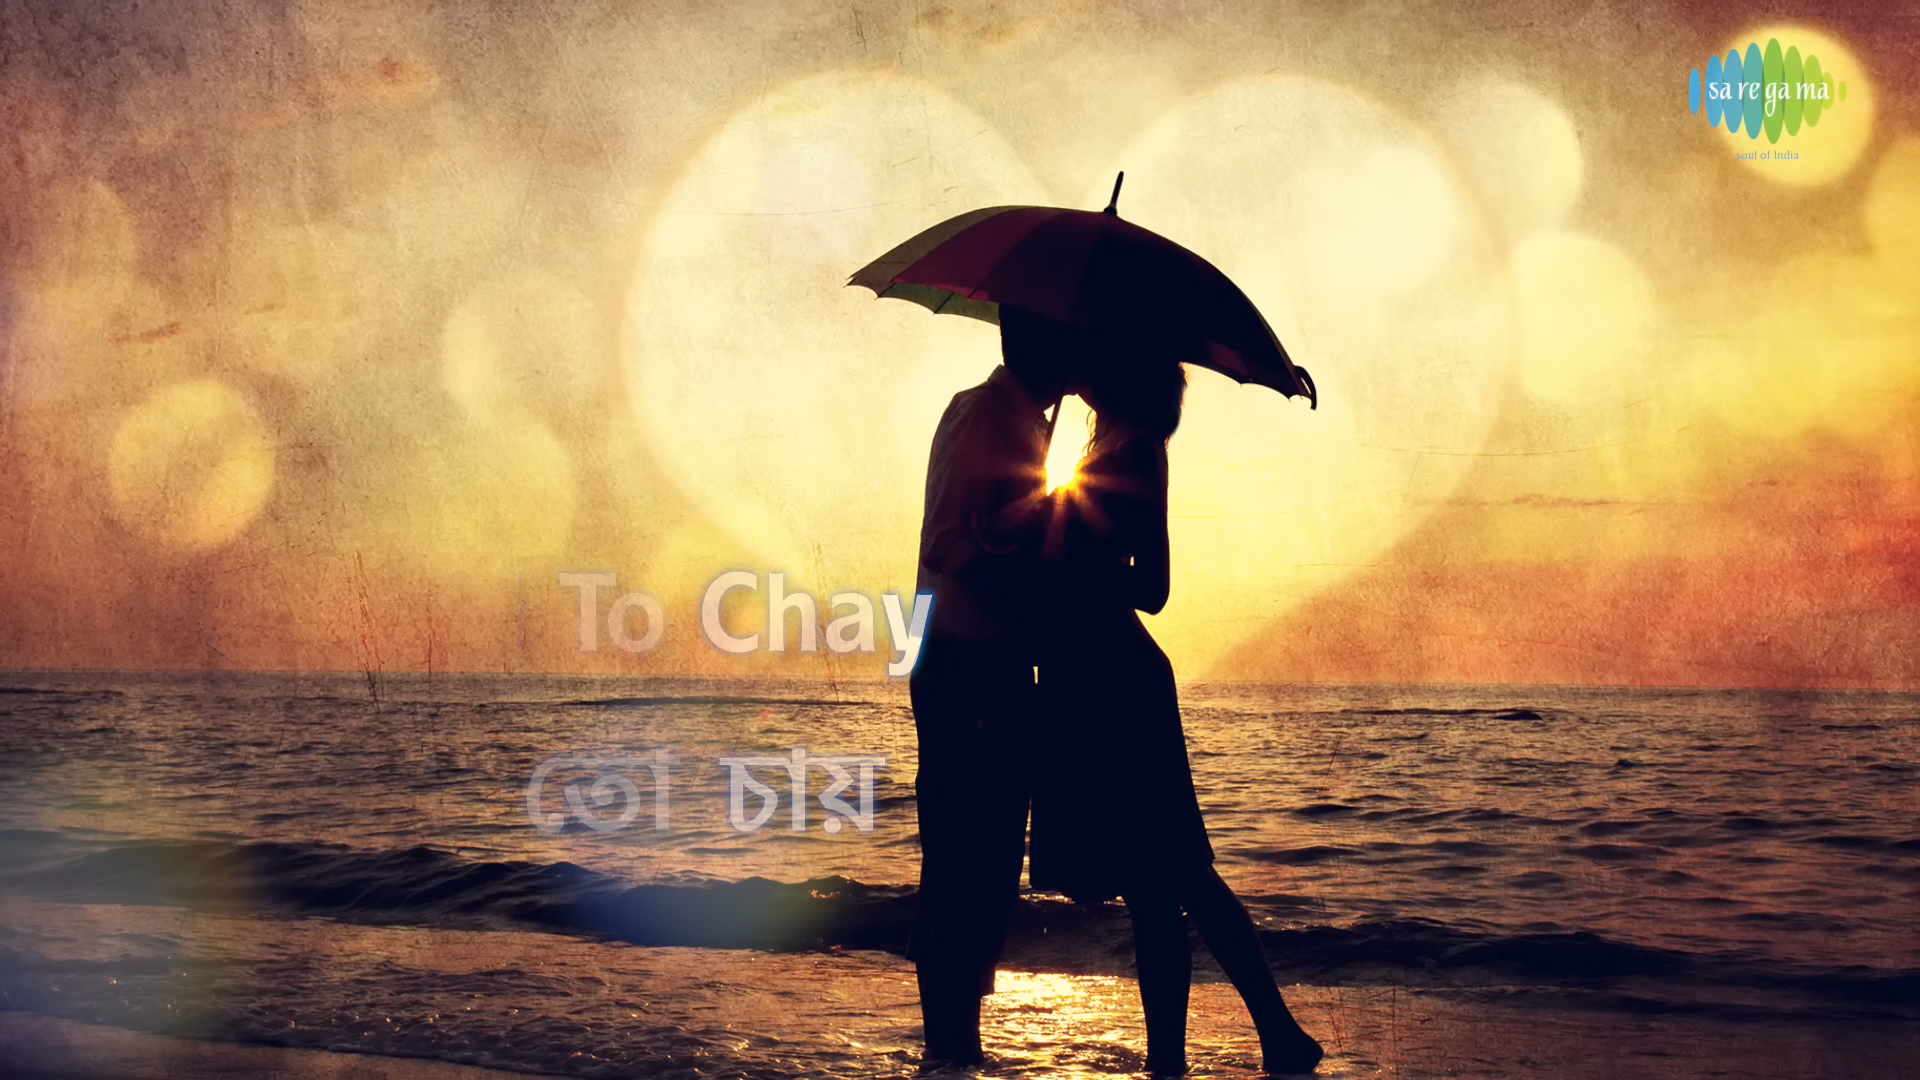 sa re ga ma
soul of India
To Chay
তো চায়